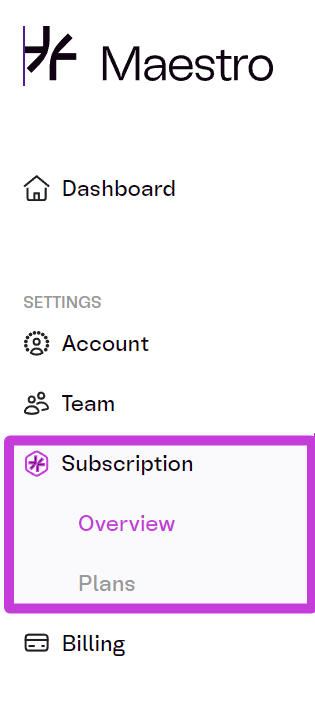 Maestro
Dashboard
SETTINGS
Account
Team
Subscription
Overview
Plans
Billing